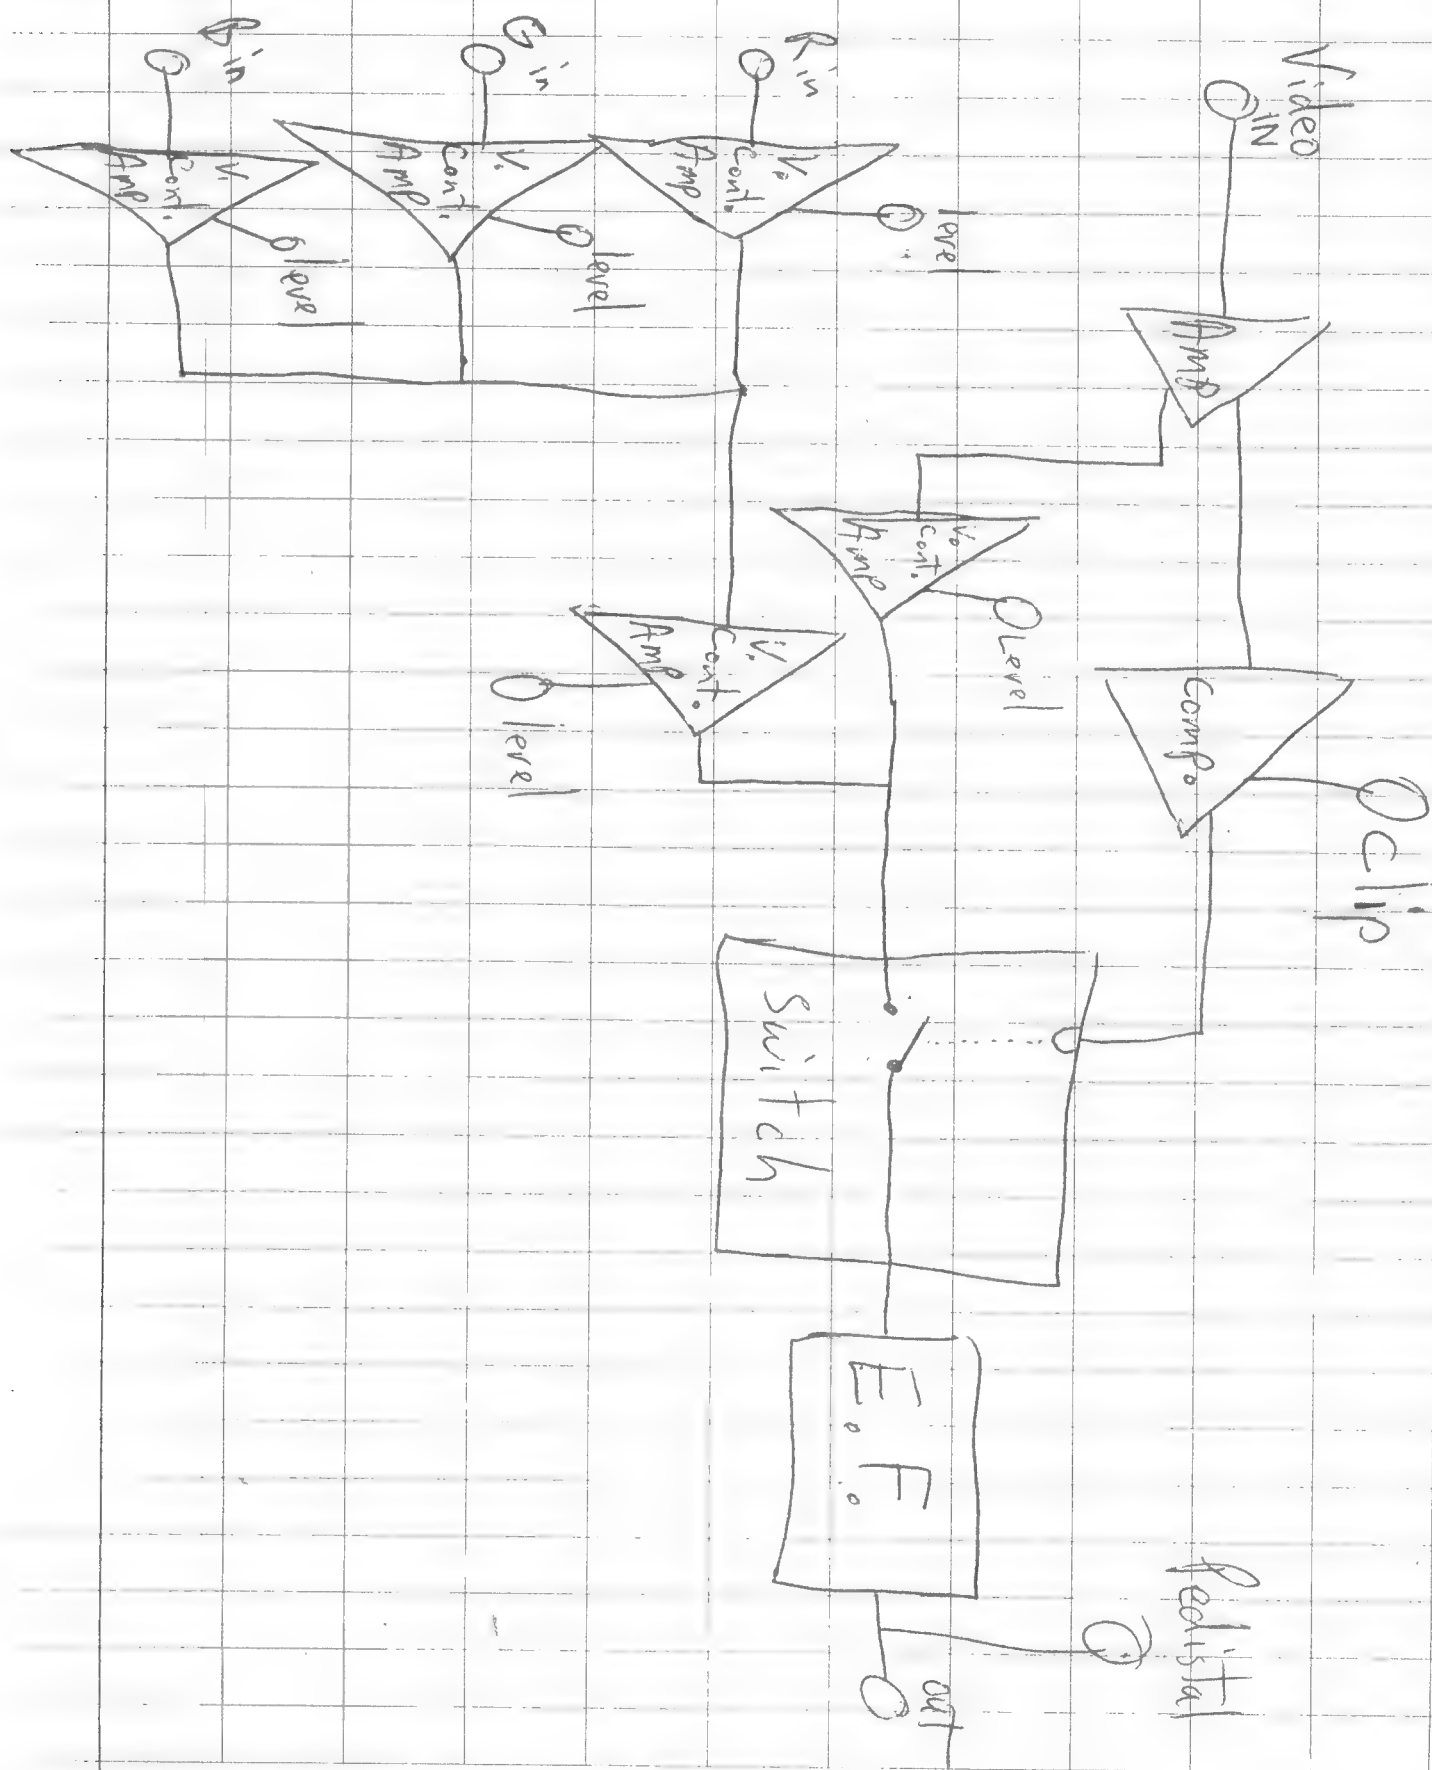 Video
IN
Amp
Comp.
Clip
V. Cont. Amp
Level
R in
V. Cont. Amp
level
G in
V. Cont. Amp
level
B in
V. Cont. Amp
level
V. Cont. Amp
level
Switch
E.F.
Pedistal
out